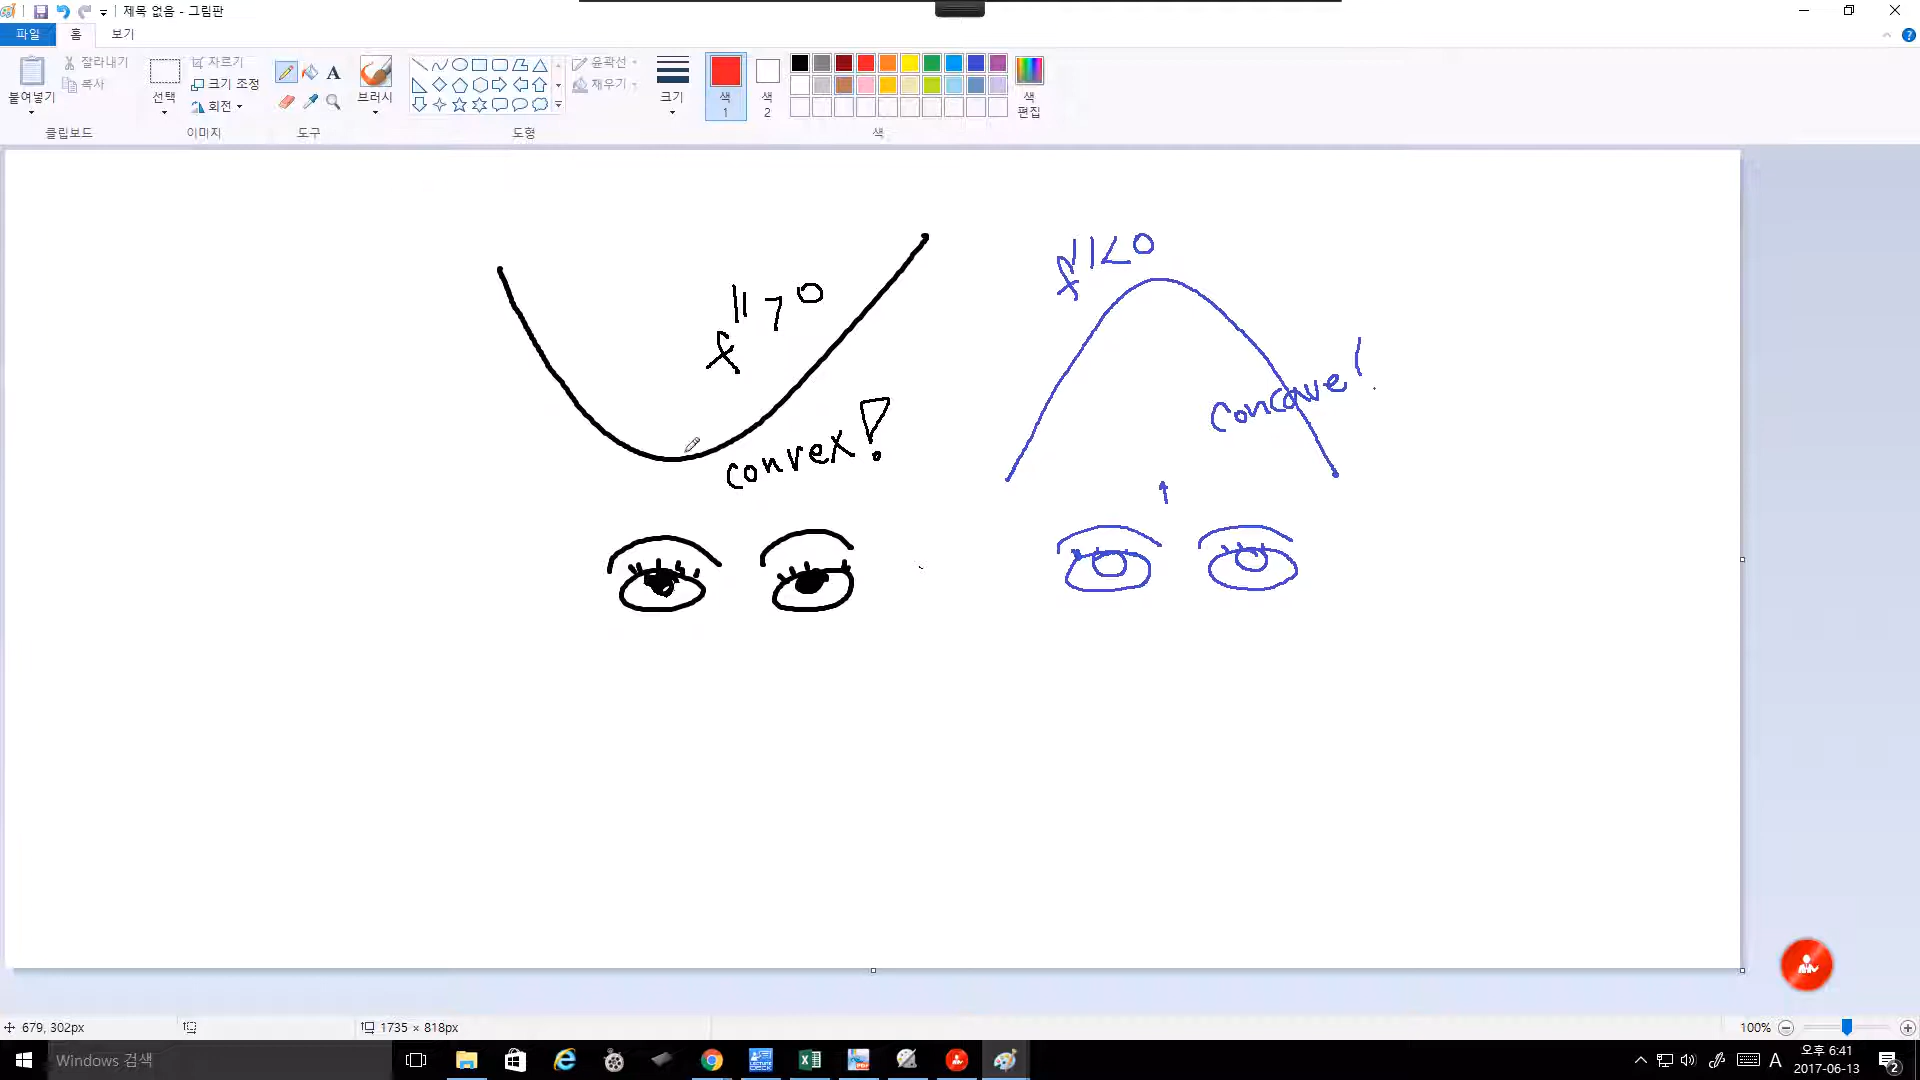 제목 없음 - 그림판
파일 홈 보기
붙여넣기
잘라내기
복사
클립보드
선택
자르기
크기 조정
회전
이미지
A
도구
브러시
도형
윤곽선
채우기
크기
색
1
색
2
색
편집
색
f''>0
convex!
f''<0
concave!
679, 302px
1735 × 818px
100%
Windows 검색
A
오후 6:41
2017-06-13
2